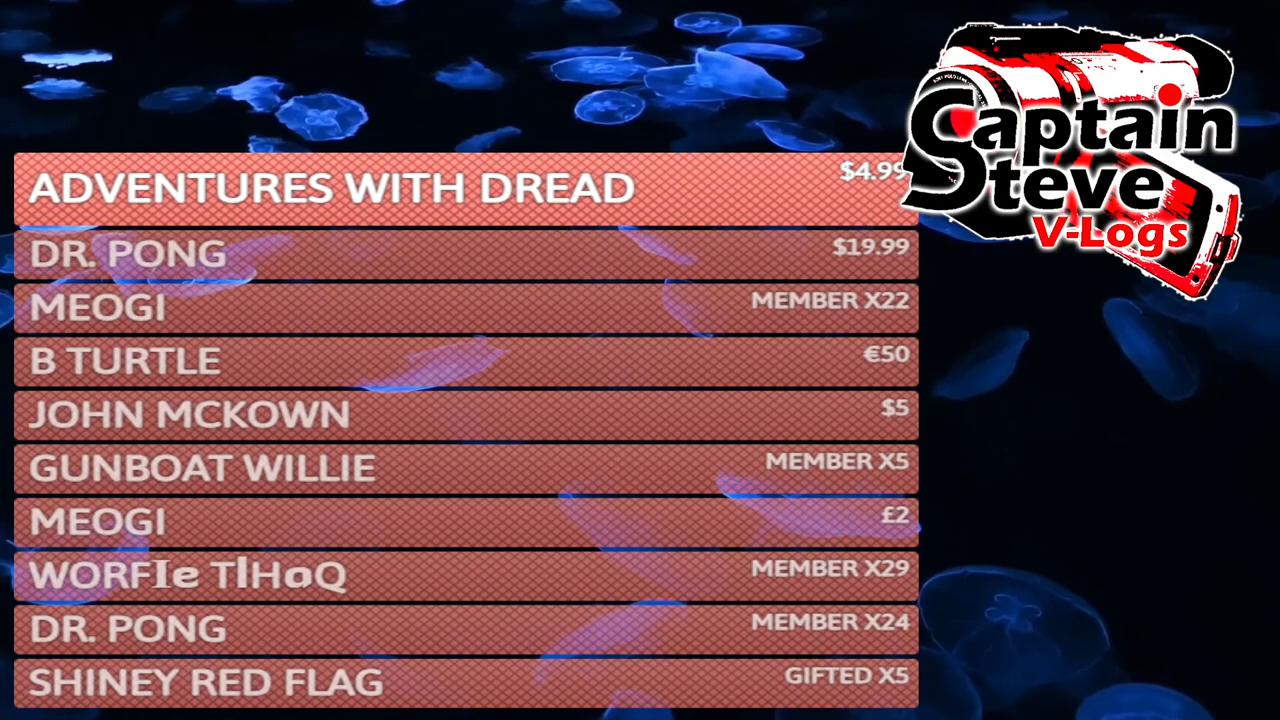 ADVENTURES WITH DREAD $4.99
DR. PONG $19.99
MEOGI MEMBER X22
B TURTLE €50
JOHN MCKOWN $5
GUNBOAT WILLIE MEMBER X5
MEOGI £2
WORFIe TlHaQ MEMBER X29
DR. PONG MEMBER X24
SHINEY RED FLAG GIFTED X5
Captain
Steve
V-Logs